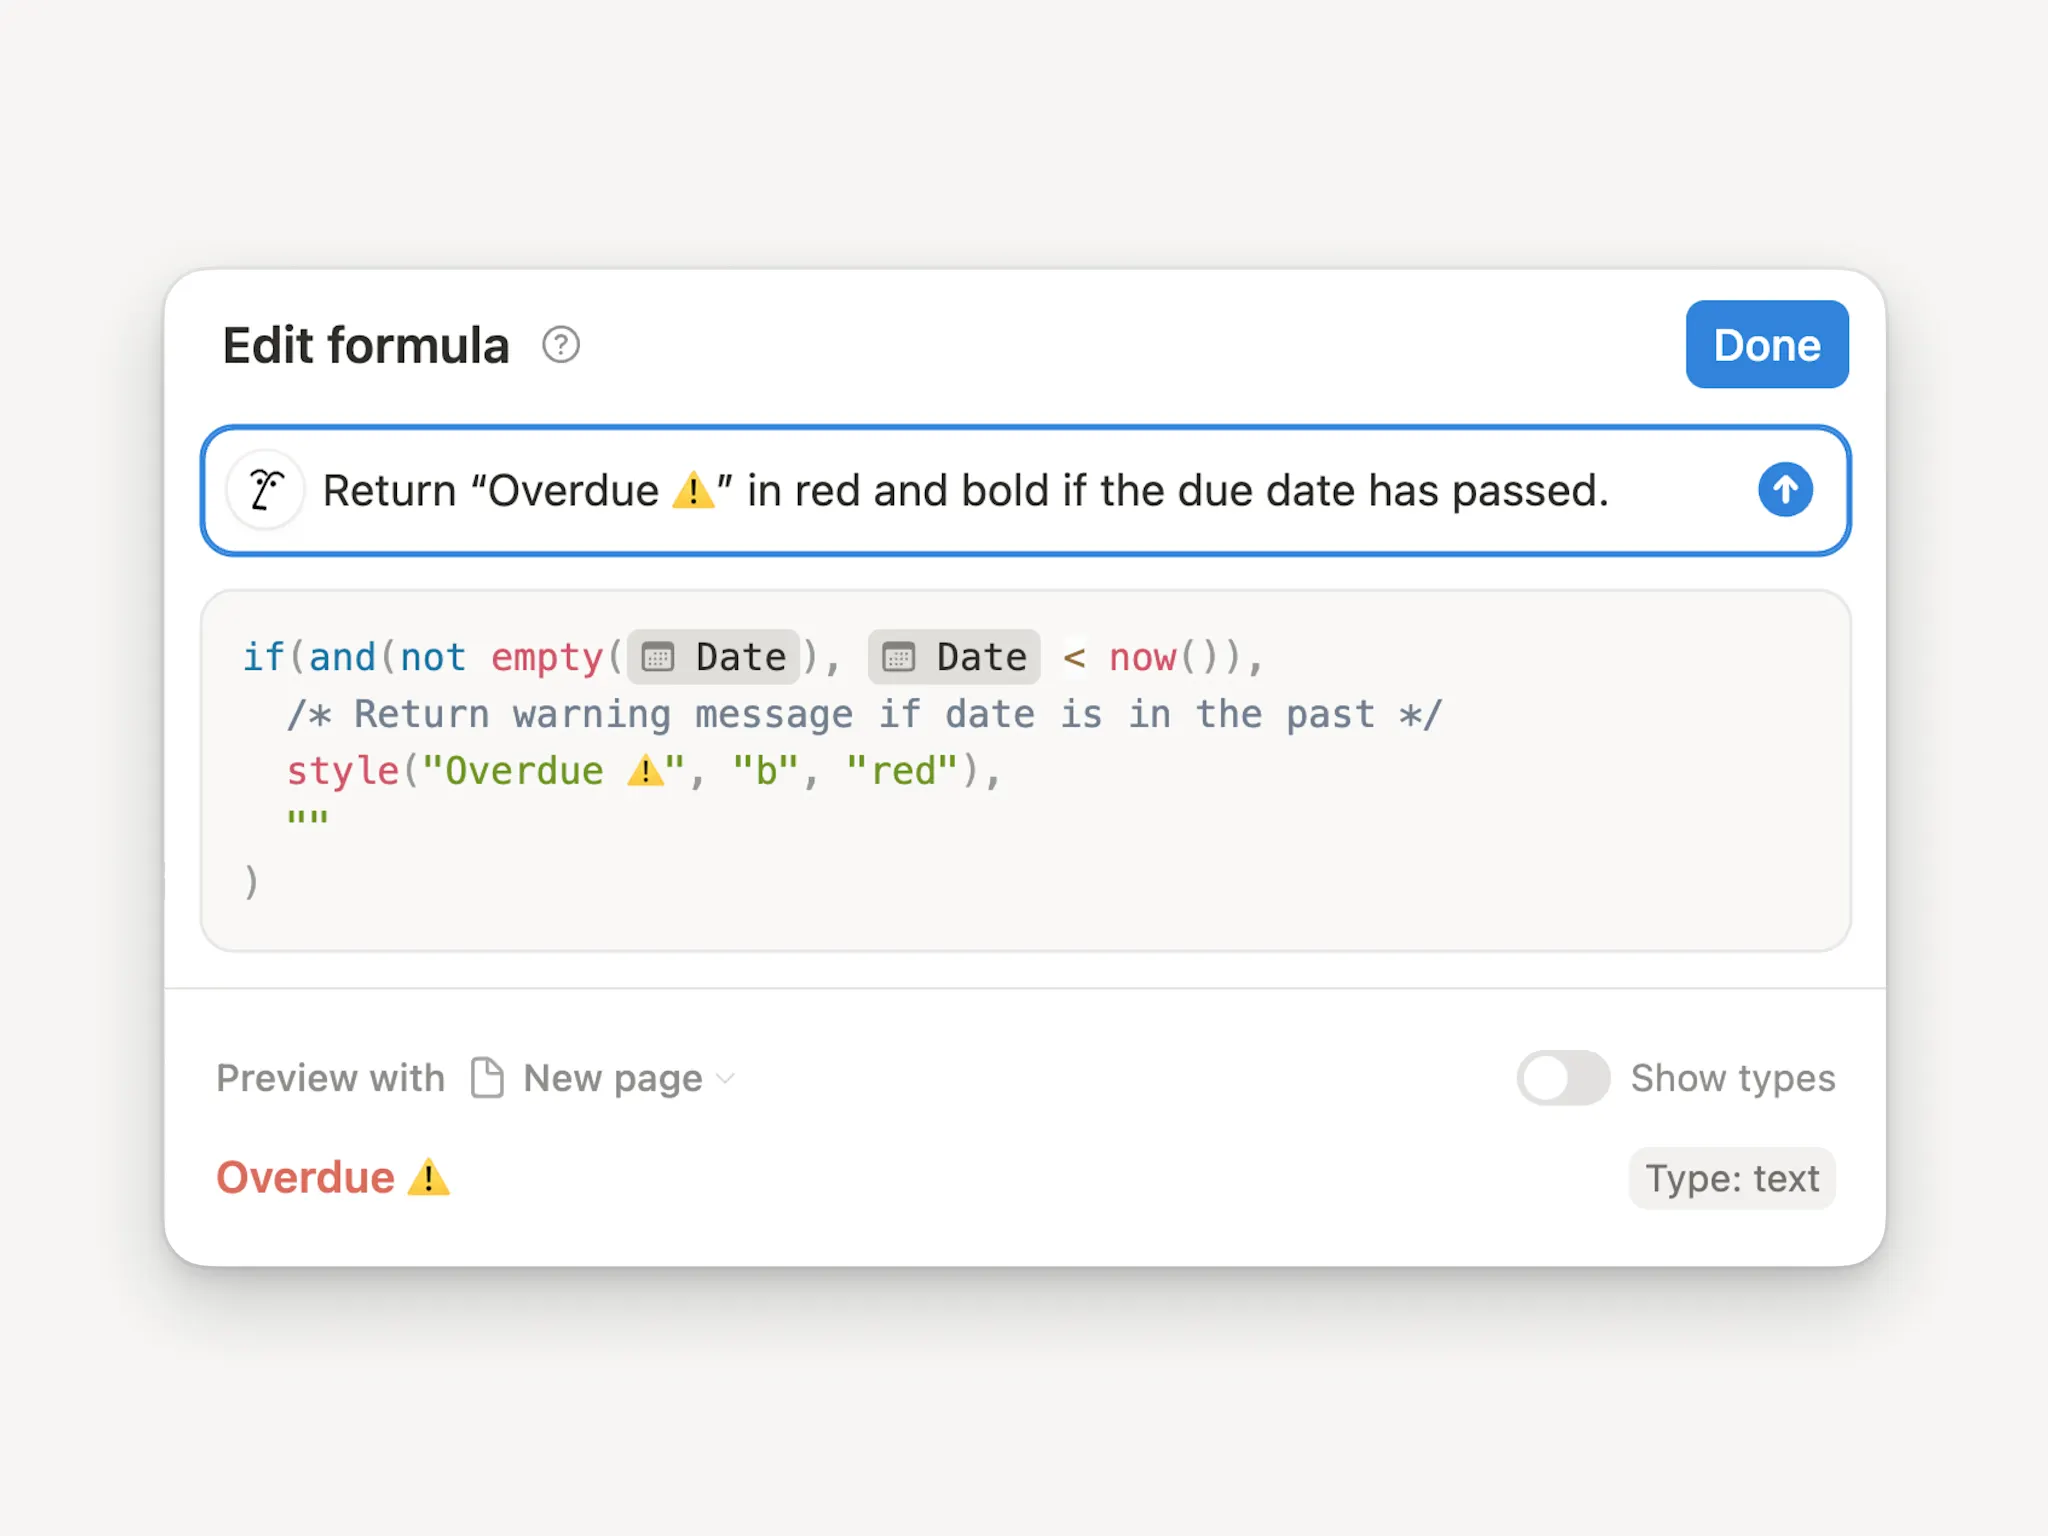 Edit formula ?
Done
Return “Overdue ⚠️” in red and bold if the due date has passed.
if(and(not empty(Date), Date < now()),
/* Return warning message if date is in the past */
style("Overdue ⚠️", "b", "red"),
""
)
Preview with New page
Show types
Overdue ⚠️
Type: text